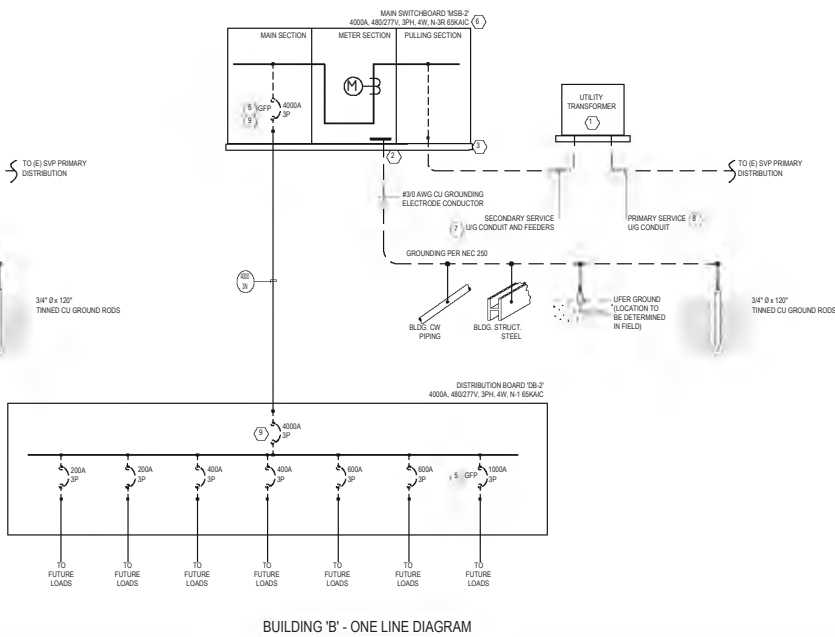 MAIN SWITCHBOARD 'MSB-2'
4000A, 480/277V, 3PH, 4W, N-3R 65KAIC
6
MAIN SECTION
METER SECTION
PULLING SECTION
M
5
GFP
9
4000A
3P
UTILITY
TRANSFORMER
1
2
3
TO (E) SVP PRIMARY
DISTRIBUTION
TO (E) SVP PRIMARY
DISTRIBUTION
#3/0 AWG CU GROUNDING
ELECTRODE CONDUCTOR
7
SECONDARY SERVICE
U/G CONDUIT AND FEEDERS
PRIMARY SERVICE
U/G CONDUIT
8
GROUNDING PER NEC 250
4000
3N
3/4" Ø x 120"
TINNED CU GROUND RODS
BLDG. CW
PIPING
BLDG. STRUCT.
STEEL
UFER GROUND
(LOCATION TO
BE DETERMINED
IN FIELD)
3/4" Ø x 120"
TINNED CU GROUND RODS
DISTRIBUTION BOARD 'DB-2'
4000A, 480/277V, 3PH, 4W, N-1 65KAIC
9
4000A
3P
200A
3P
200A
3P
400A
3P
400A
3P
600A
3P
600A
3P
5
GFP
1000A
3P
TO
FUTURE
LOADS
TO
FUTURE
LOADS
TO
FUTURE
LOADS
TO
FUTURE
LOADS
TO
FUTURE
LOADS
TO
FUTURE
LOADS
TO
FUTURE
LOADS
BUILDING 'B' - ONE LINE DIAGRAM